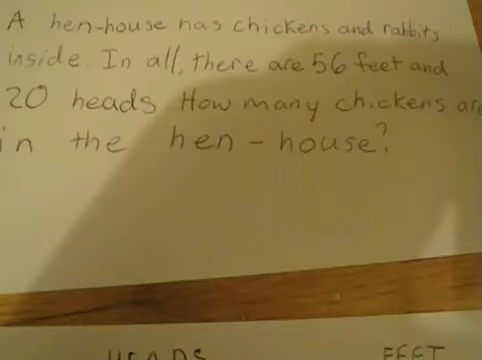 A hen-house has chickens and rabbits
inside. In all, there are 56 feet and
20 heads How many chickens are
in the hen-house?
HEADS FEET